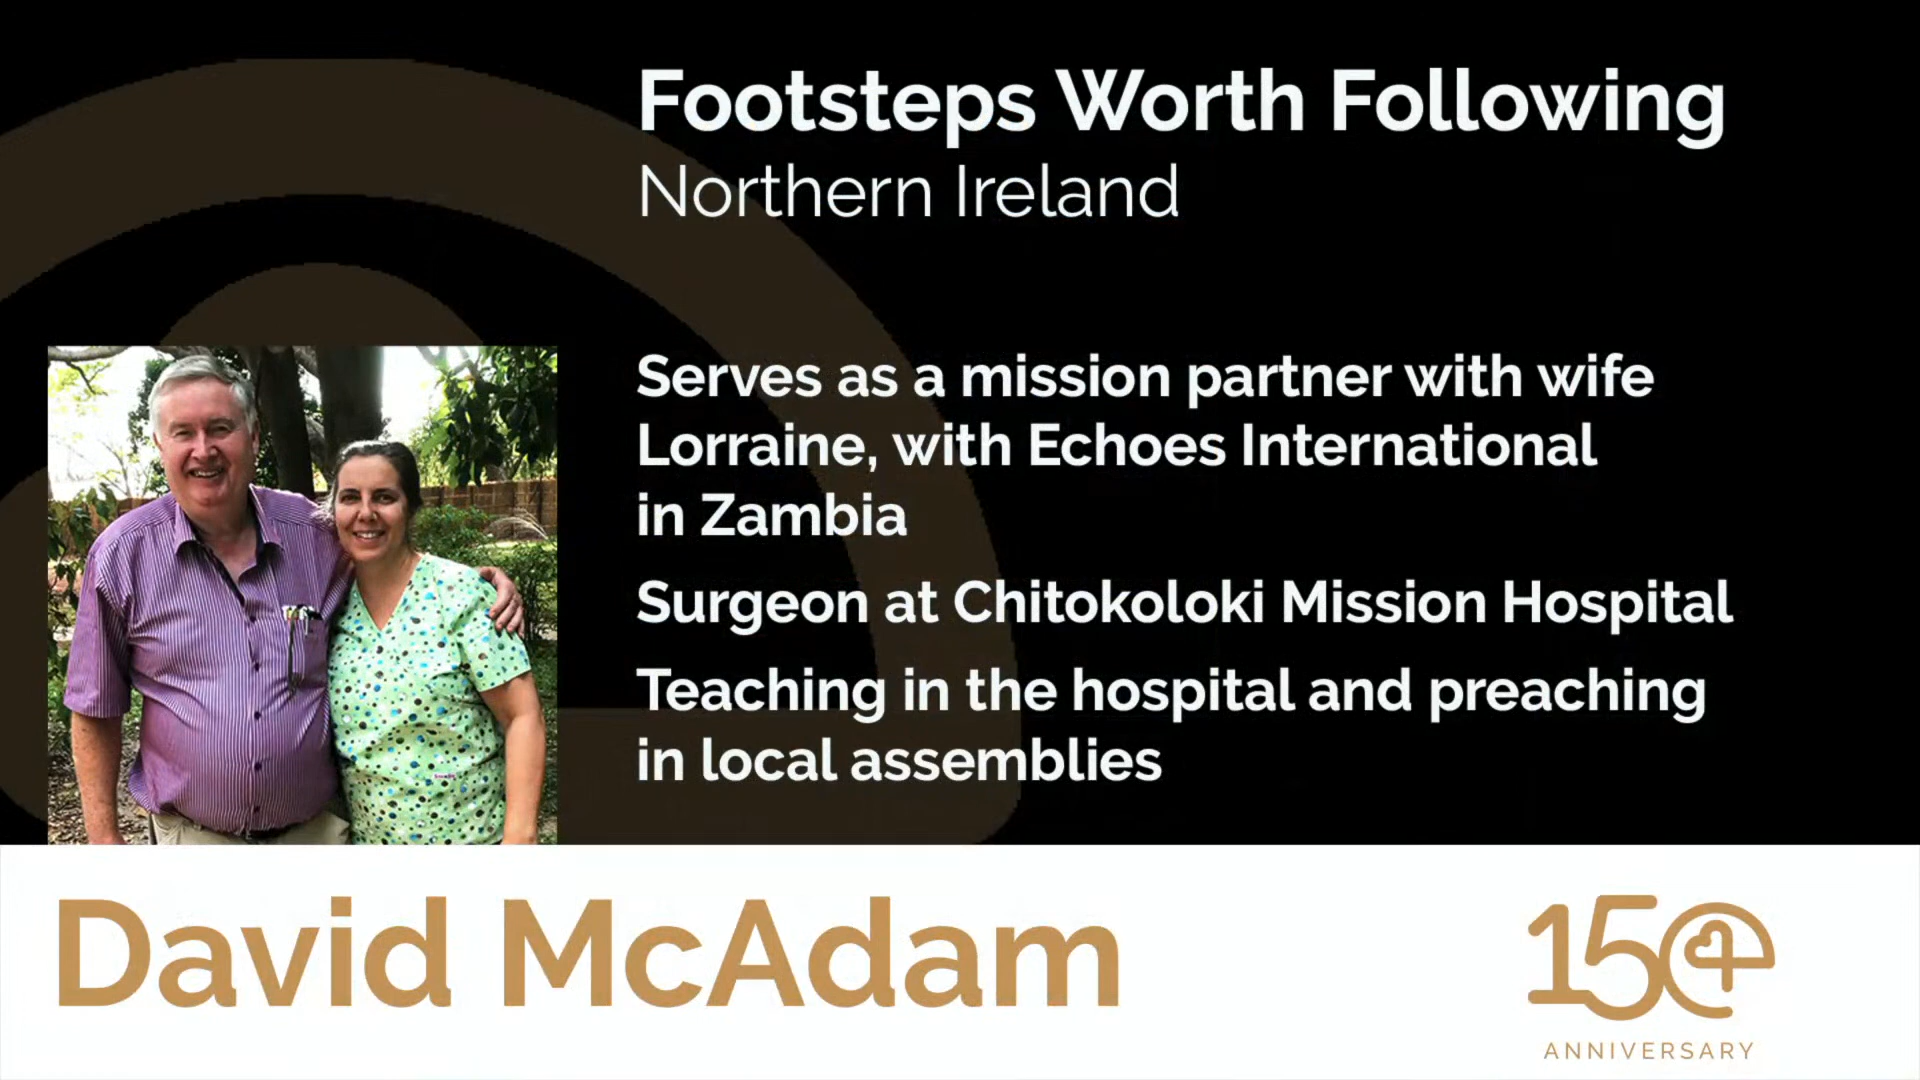 Footsteps Worth Following
Northern Ireland
Serves as a mission partner with wife
Lorraine, with Echoes International
in Zambia
Surgeon at Chitokoloki Mission Hospital
Teaching in the hospital and preaching
in local assemblies
David McAdam
150
ANNIVERSARY